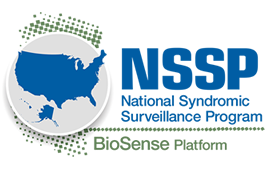 NSSP
National Syndromic
Surveillance Program
BioSense Platform